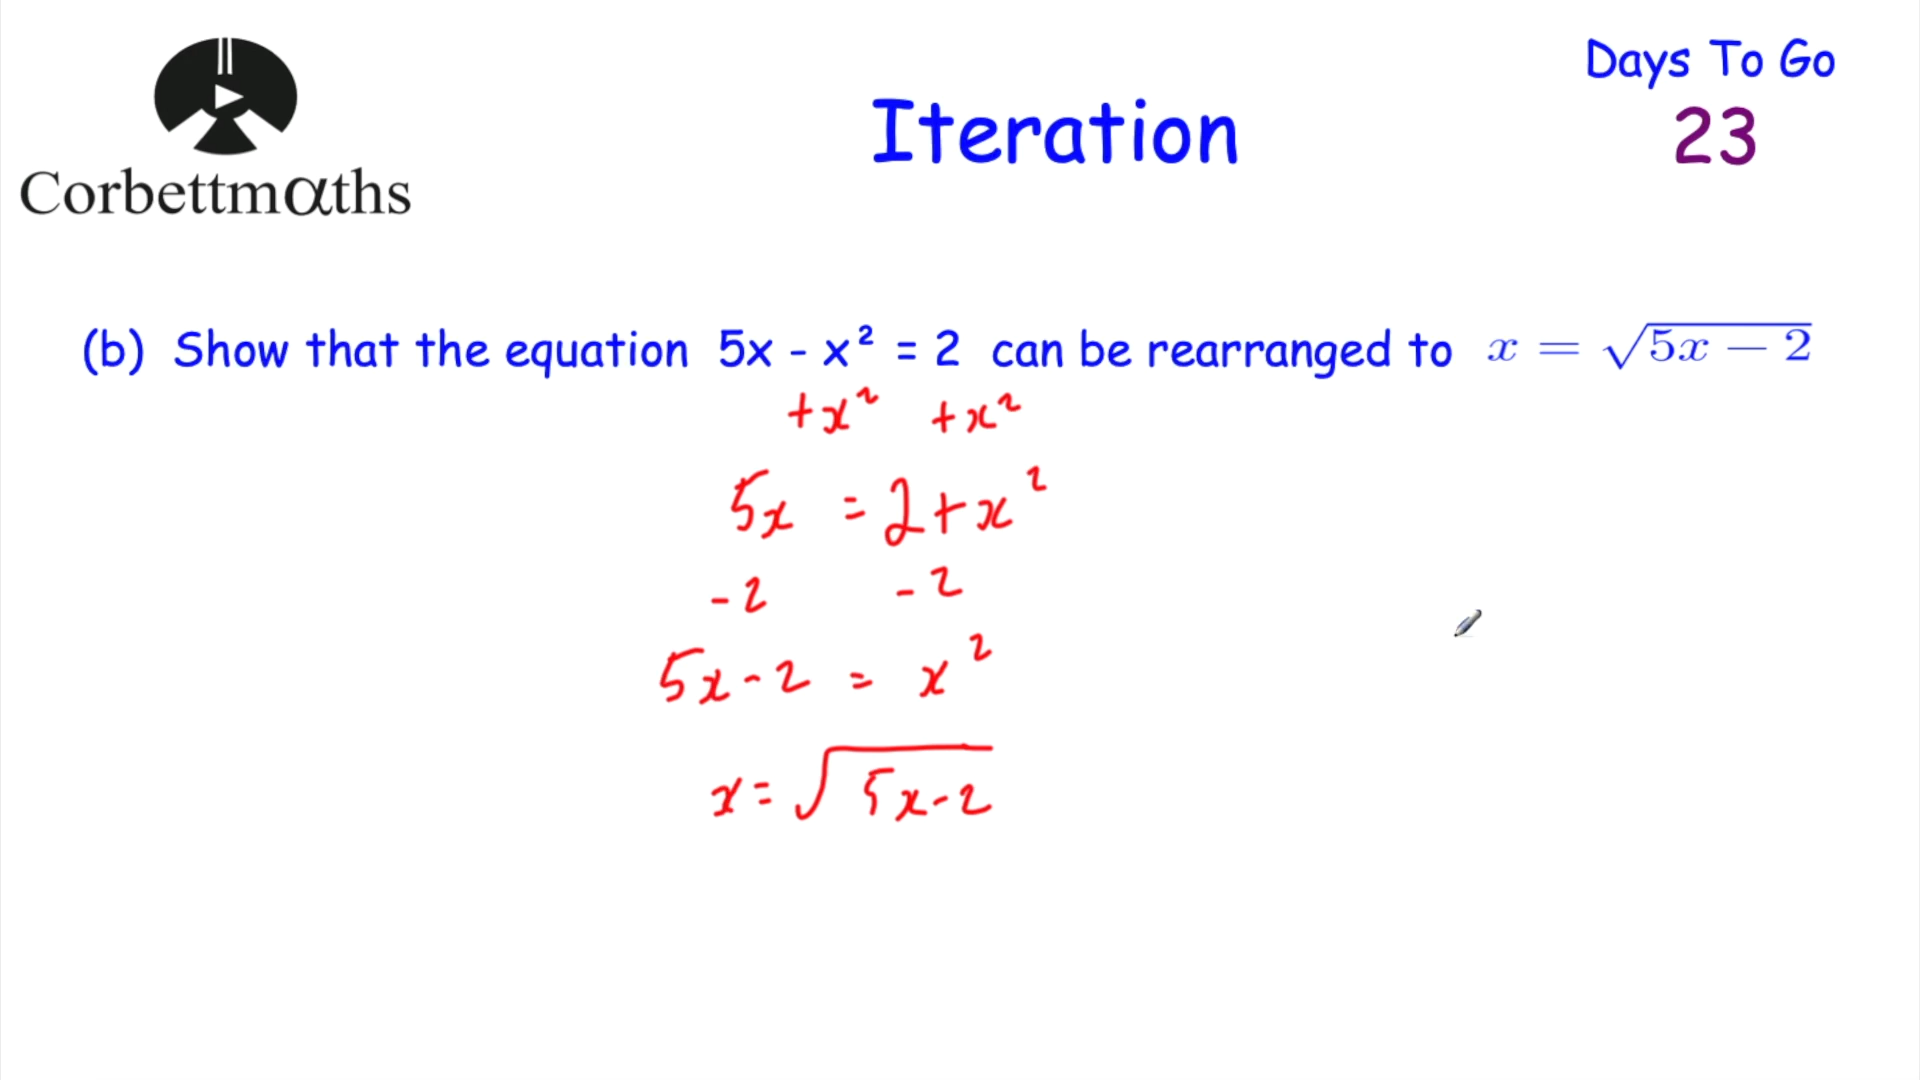 Days To Go
Iteration
23
Corbettmαths
(b) Show that the equation 5x - x² = 2 can be rearranged to x = √(5x − 2)
+x² +x²
5x = 2+x²
-2 -2
5x-2 = x²
x = √(5x-2)